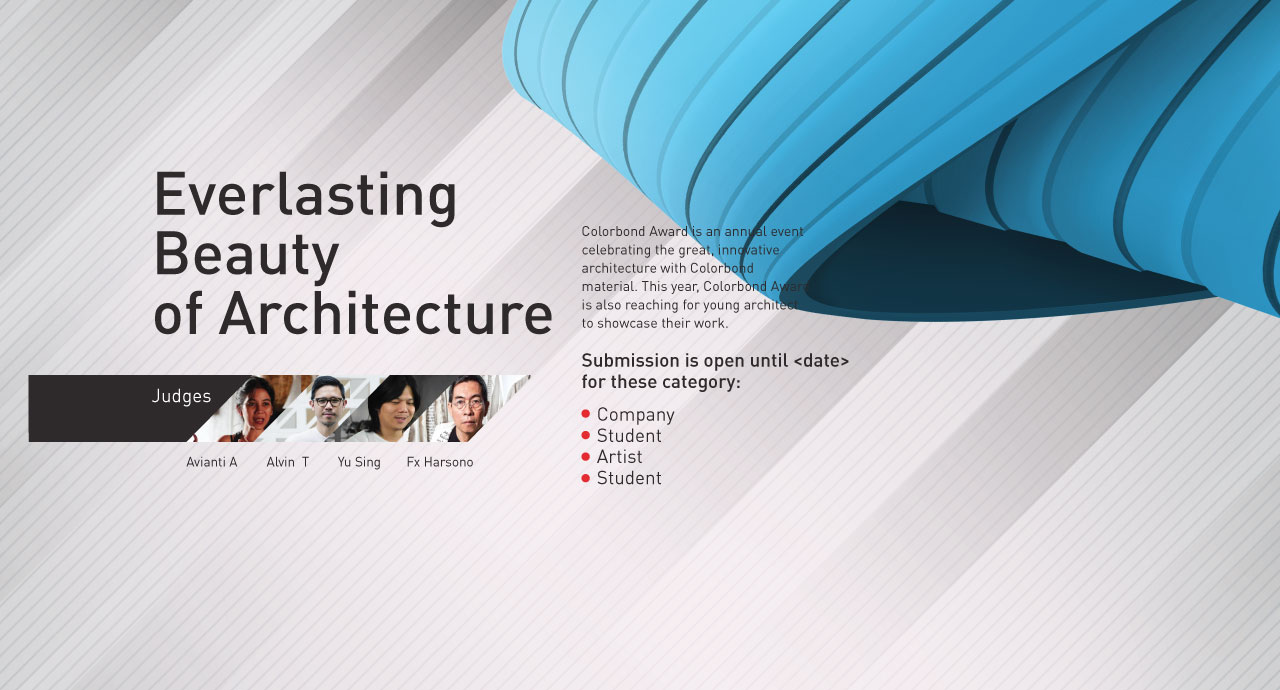 Everlasting
Beauty
of Architecture
Judges
Avianti A
Alvin T
Yu Sing
Fx Harsono
Colorbond Award is an annual event
celebrating the great, innovative
architecture with Colorbond
material. This year, Colorbond Award
is also reaching for young architect
to showcase their work.
Submission is open until <date>
for these category:
Company
Student
Artist
Student